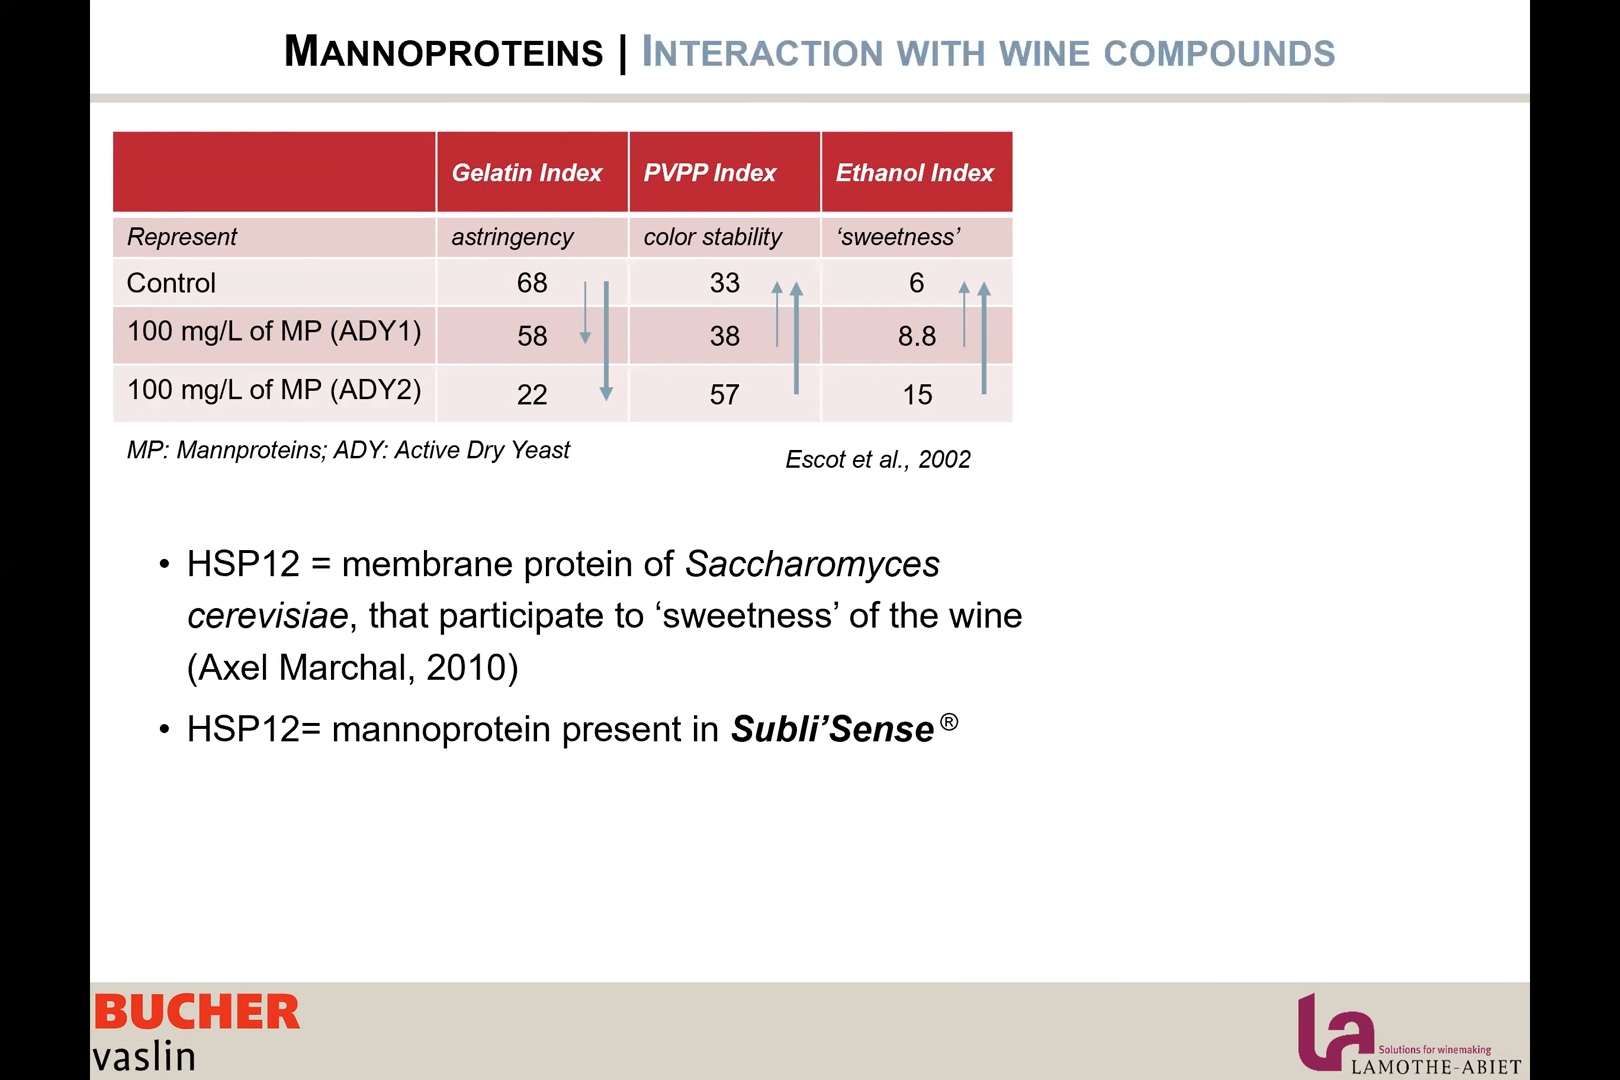 MANNOPROTEINS | INTERACTION WITH WINE COMPOUNDS
Gelatin Index PVPP Index Ethanol Index
Represent astringency color stability ‘sweetness’
Control 68 33 6
100 mg/L of MP (ADY1) 58 38 8.8
100 mg/L of MP (ADY2) 22 57 15
MP: Mannproteins; ADY: Active Dry Yeast
Escot et al., 2002
• HSP12 = membrane protein of Saccharomyces
cerevisiae, that participate to ‘sweetness’ of the wine
(Axel Marchal, 2010)
• HSP12= mannoprotein present in Subli’Sense ®
BUCHER
vaslin
la
Solutions for winemaking
LAMOTHE-ABIET